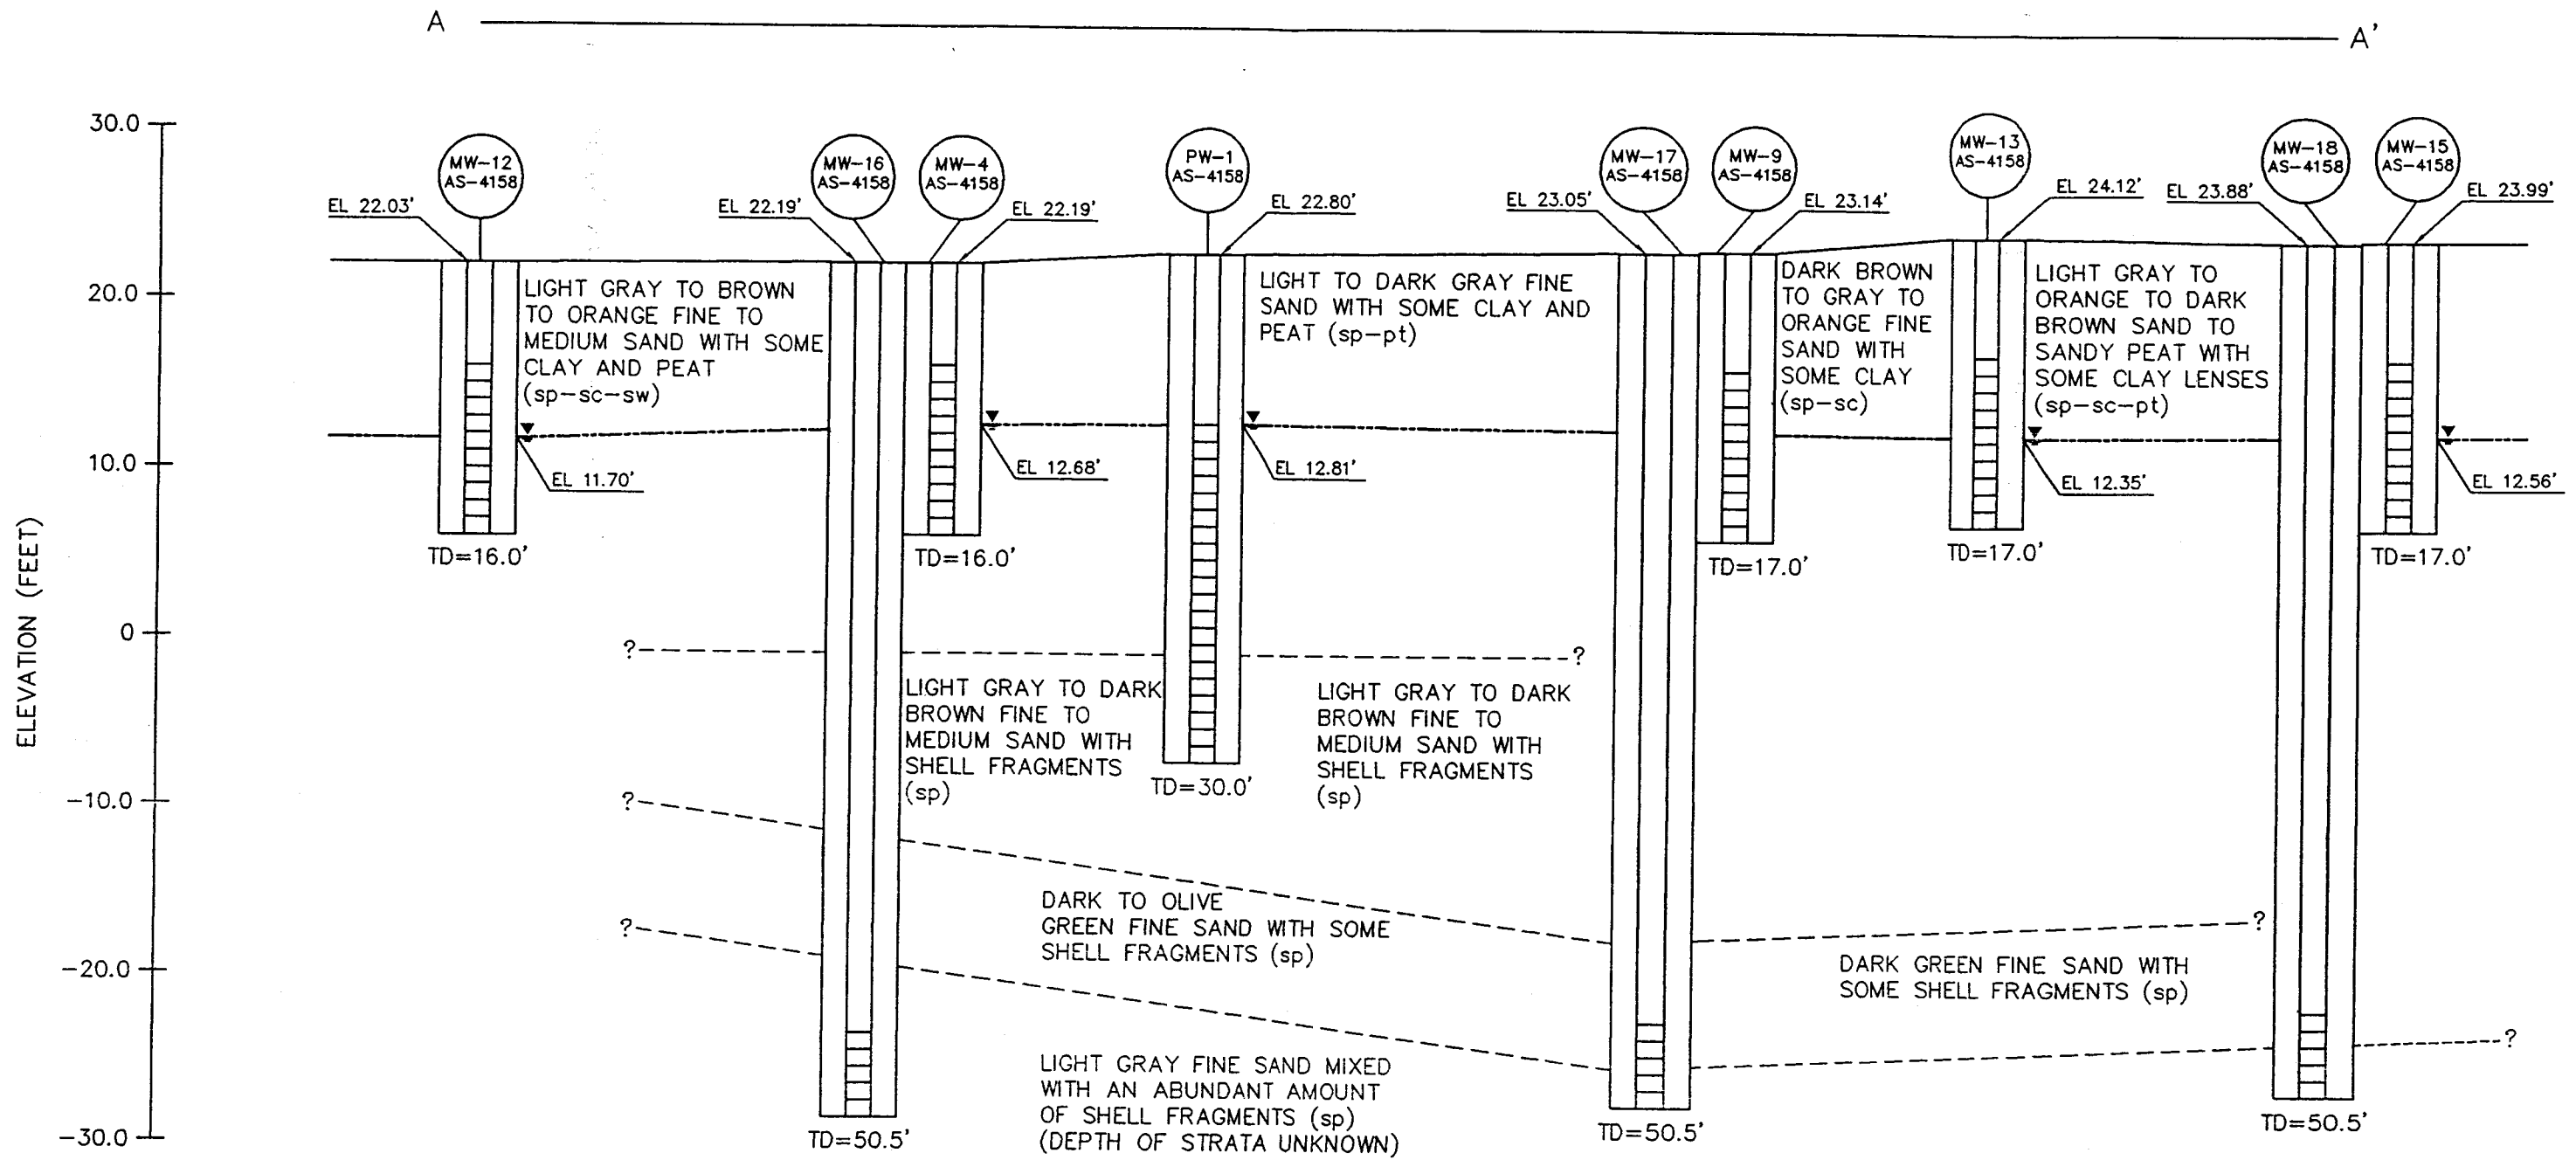 A
A'
30.0
20.0
10.0
0
-10.0
-20.0
-30.0
ELEVATION (FEET)
MW-12
AS-4158
MW-16
AS-4158
MW-4
AS-4158
PW-1
AS-4158
MW-17
AS-4158
MW-9
AS-4158
MW-13
AS-4158
MW-18
AS-4158
MW-15
AS-4158
EL 22.03'
EL 22.19'
EL 22.19'
EL 22.80'
EL 23.05'
EL 23.14'
EL 24.12'
EL 23.88'
EL 23.99'
LIGHT GRAY TO BROWN
TO ORANGE FINE TO
MEDIUM SAND WITH SOME
CLAY AND PEAT
(sp-sc-sw)
LIGHT TO DARK GRAY FINE
SAND WITH SOME CLAY AND
PEAT (sp-pt)
DARK BROWN
TO GRAY TO
ORANGE FINE
SAND WITH
SOME CLAY
(sp-sc)
LIGHT GRAY TO
ORANGE TO DARK
BROWN SAND TO
SANDY PEAT WITH
SOME CLAY LENSES
(sp-sc-pt)
EL 11.70'
EL 12.68'
EL 12.81'
EL 12.35'
EL 12.56'
TD=16.0'
TD=16.0'
TD=17.0'
TD=17.0'
TD=17.0'
?
?
LIGHT GRAY TO DARK
BROWN FINE TO
MEDIUM SAND WITH
SHELL FRAGMENTS
(sp)
TD=30.0'
LIGHT GRAY TO DARK
BROWN FINE TO
MEDIUM SAND WITH
SHELL FRAGMENTS
(sp)
?
?
DARK TO OLIVE
GREEN FINE SAND WITH SOME
SHELL FRAGMENTS (sp)
?
DARK GREEN FINE SAND WITH
SOME SHELL FRAGMENTS (sp)
?
LIGHT GRAY FINE SAND MIXED
WITH AN ABUNDANT AMOUNT
OF SHELL FRAGMENTS (sp)
(DEPTH OF STRATA UNKNOWN)
TD=50.5'
TD=50.5'
TD=50.5'